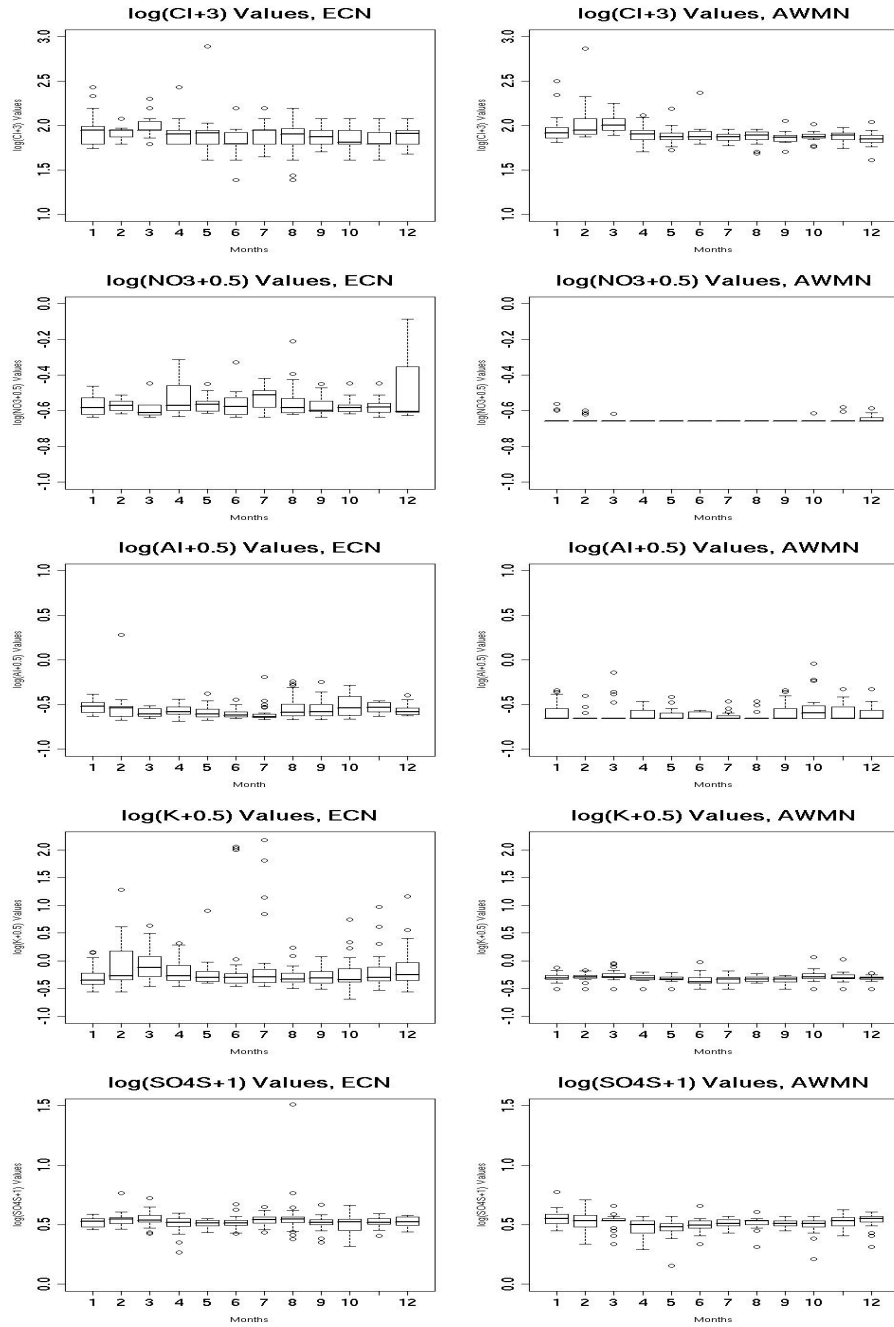 log(Cl+3) Values, ECN
log(Cl+3) Values
3.0
2.5
2.0
1.5
1.0
1 2 3 4 5 6 7 8 9 10 12
Months
log(Cl+3) Values, AWMN
log(Cl+3) Values
3.0
2.5
2.0
1.5
1.0
1 2 3 4 5 6 7 8 9 10 12
Months
log(NO3+0.5) Values, ECN
log(NO3+0.5) Values
0.0
-0.2
-0.4
-0.6
-0.8
-1.0
1 2 3 4 5 6 7 8 9 10 12
Months
log(NO3+0.5) Values, AWMN
log(NO3+0.5) Values
0.0
-0.2
-0.4
-0.6
-0.8
-1.0
1 2 3 4 5 6 7 8 9 10 12
Months
log(Al+0.5) Values, ECN
log(Al+0.5) Values
1.0
0.5
0.0
-0.5
-1.0
1 2 3 4 5 6 7 8 9 10 12
Month
log(Al+0.5) Values, AWMN
log(Al+0.5) Values
1.0
0.5
0.0
-0.5
-1.0
1 2 3 4 5 6 7 8 9 10 12
Months
log(K+0.5) Values, ECN
log(K+0.5) Values
2.0
1.5
1.0
0.5
0.0
-0.5
-1.0
1 2 3 4 5 6 7 8 9 10 12
Months
log(K+0.5) Values, AWMN
log(K+0.5) Values
2.0
1.5
1.0
0.5
0.0
-0.5
-1.0
1 2 3 4 5 6 7 8 9 10 12
Months
log(SO4S+1) Values, ECN
log(SO4S+1) Values
1.5
1.0
0.5
0.0
1 2 3 4 5 6 7 8 9 10 12
Months
log(SO4S+1) Values, AWMN
log(SO4S+1) Values
1.5
1.0
0.5
0.0
1 2 3 4 5 6 7 8 9 10 12
Months